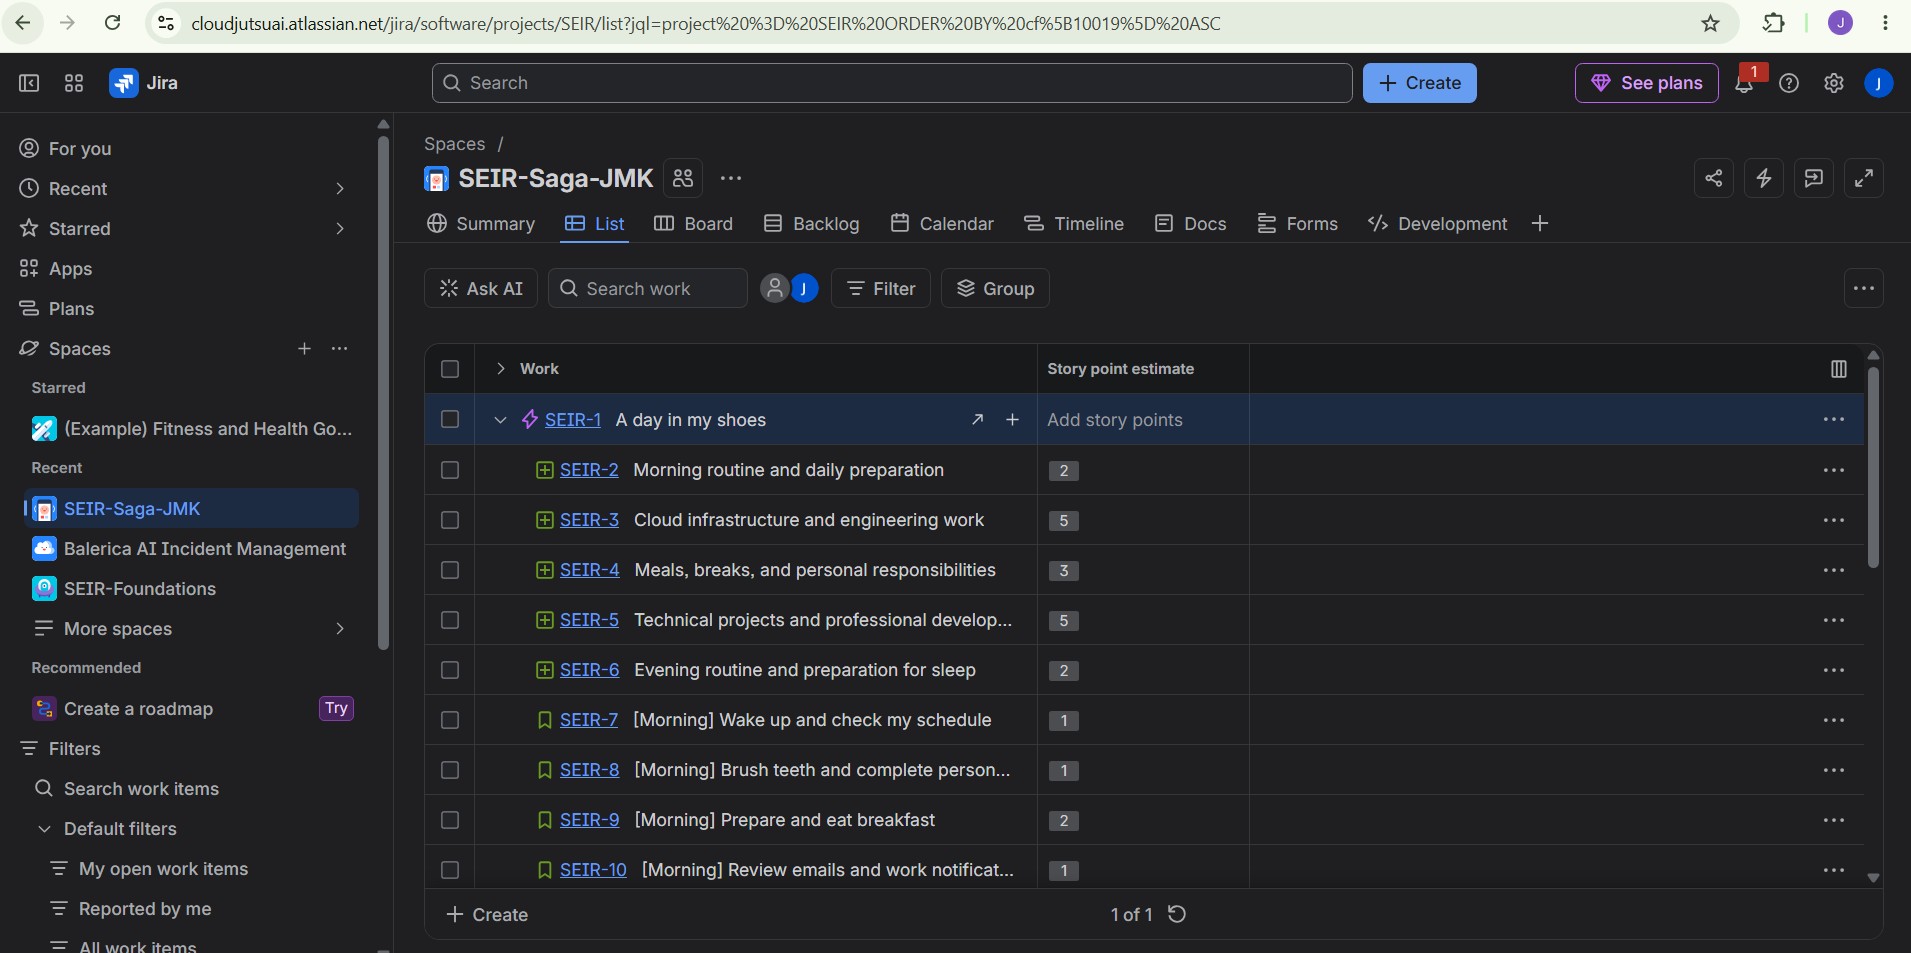 cloudjutsuai.atlassian.net/jira/software/projects/SEIR/list?jql=project%20%3D%20SEIR%20ORDER%20BY%20cf%5B10019%5D%20ASC
J
Jira
Search
+ Create
See plans
1
J
For you
Recent
Starred
Apps
Plans
Spaces
Starred
(Example) Fitness and Health Go...
Recent
SEIR-Saga-JMK
Balerica AI Incident Management
SEIR-Foundations
More spaces
Recommended
Create a roadmap Try
Filters
Search work items
Default filters
My open work items
Reported by me
All work items
Spaces /
SEIR-Saga-JMK
Summary List Board Backlog Calendar Timeline Docs Forms Development
Ask AI Search work J Filter Group
Work Story point estimate
SEIR-1 A day in my shoes Add story points
SEIR-2 Morning routine and daily preparation 2
SEIR-3 Cloud infrastructure and engineering work 5
SEIR-4 Meals, breaks, and personal responsibilities 3
SEIR-5 Technical projects and professional develop... 5
SEIR-6 Evening routine and preparation for sleep 2
SEIR-7 [Morning] Wake up and check my schedule 1
SEIR-8 [Morning] Brush teeth and complete person... 1
SEIR-9 [Morning] Prepare and eat breakfast 2
SEIR-10 [Morning] Review emails and work notificat... 1
+ Create 1 of 1